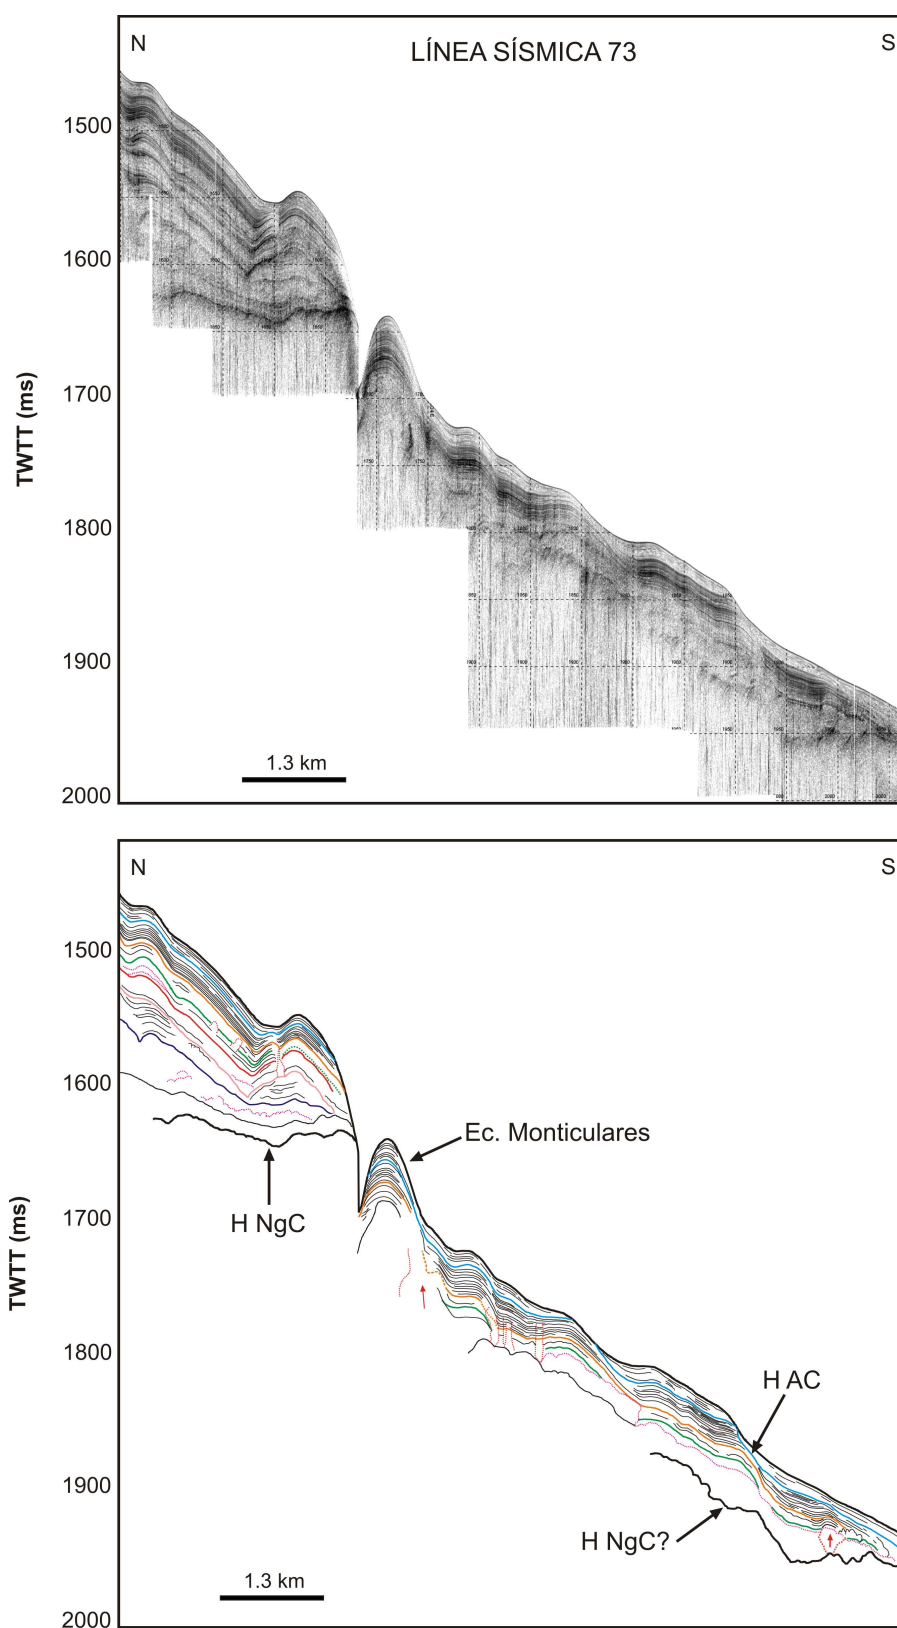 N
LÍNEA SÍSMICA 73
S
1500
1600
1700
1800
1900
2000
TWTT (ms)
1.3 km
N
S
1500
1600
1700
1800
1900
2000
TWTT (ms)
Ec. Monticulares
H NgC
H AC
H NgC?
1.3 km